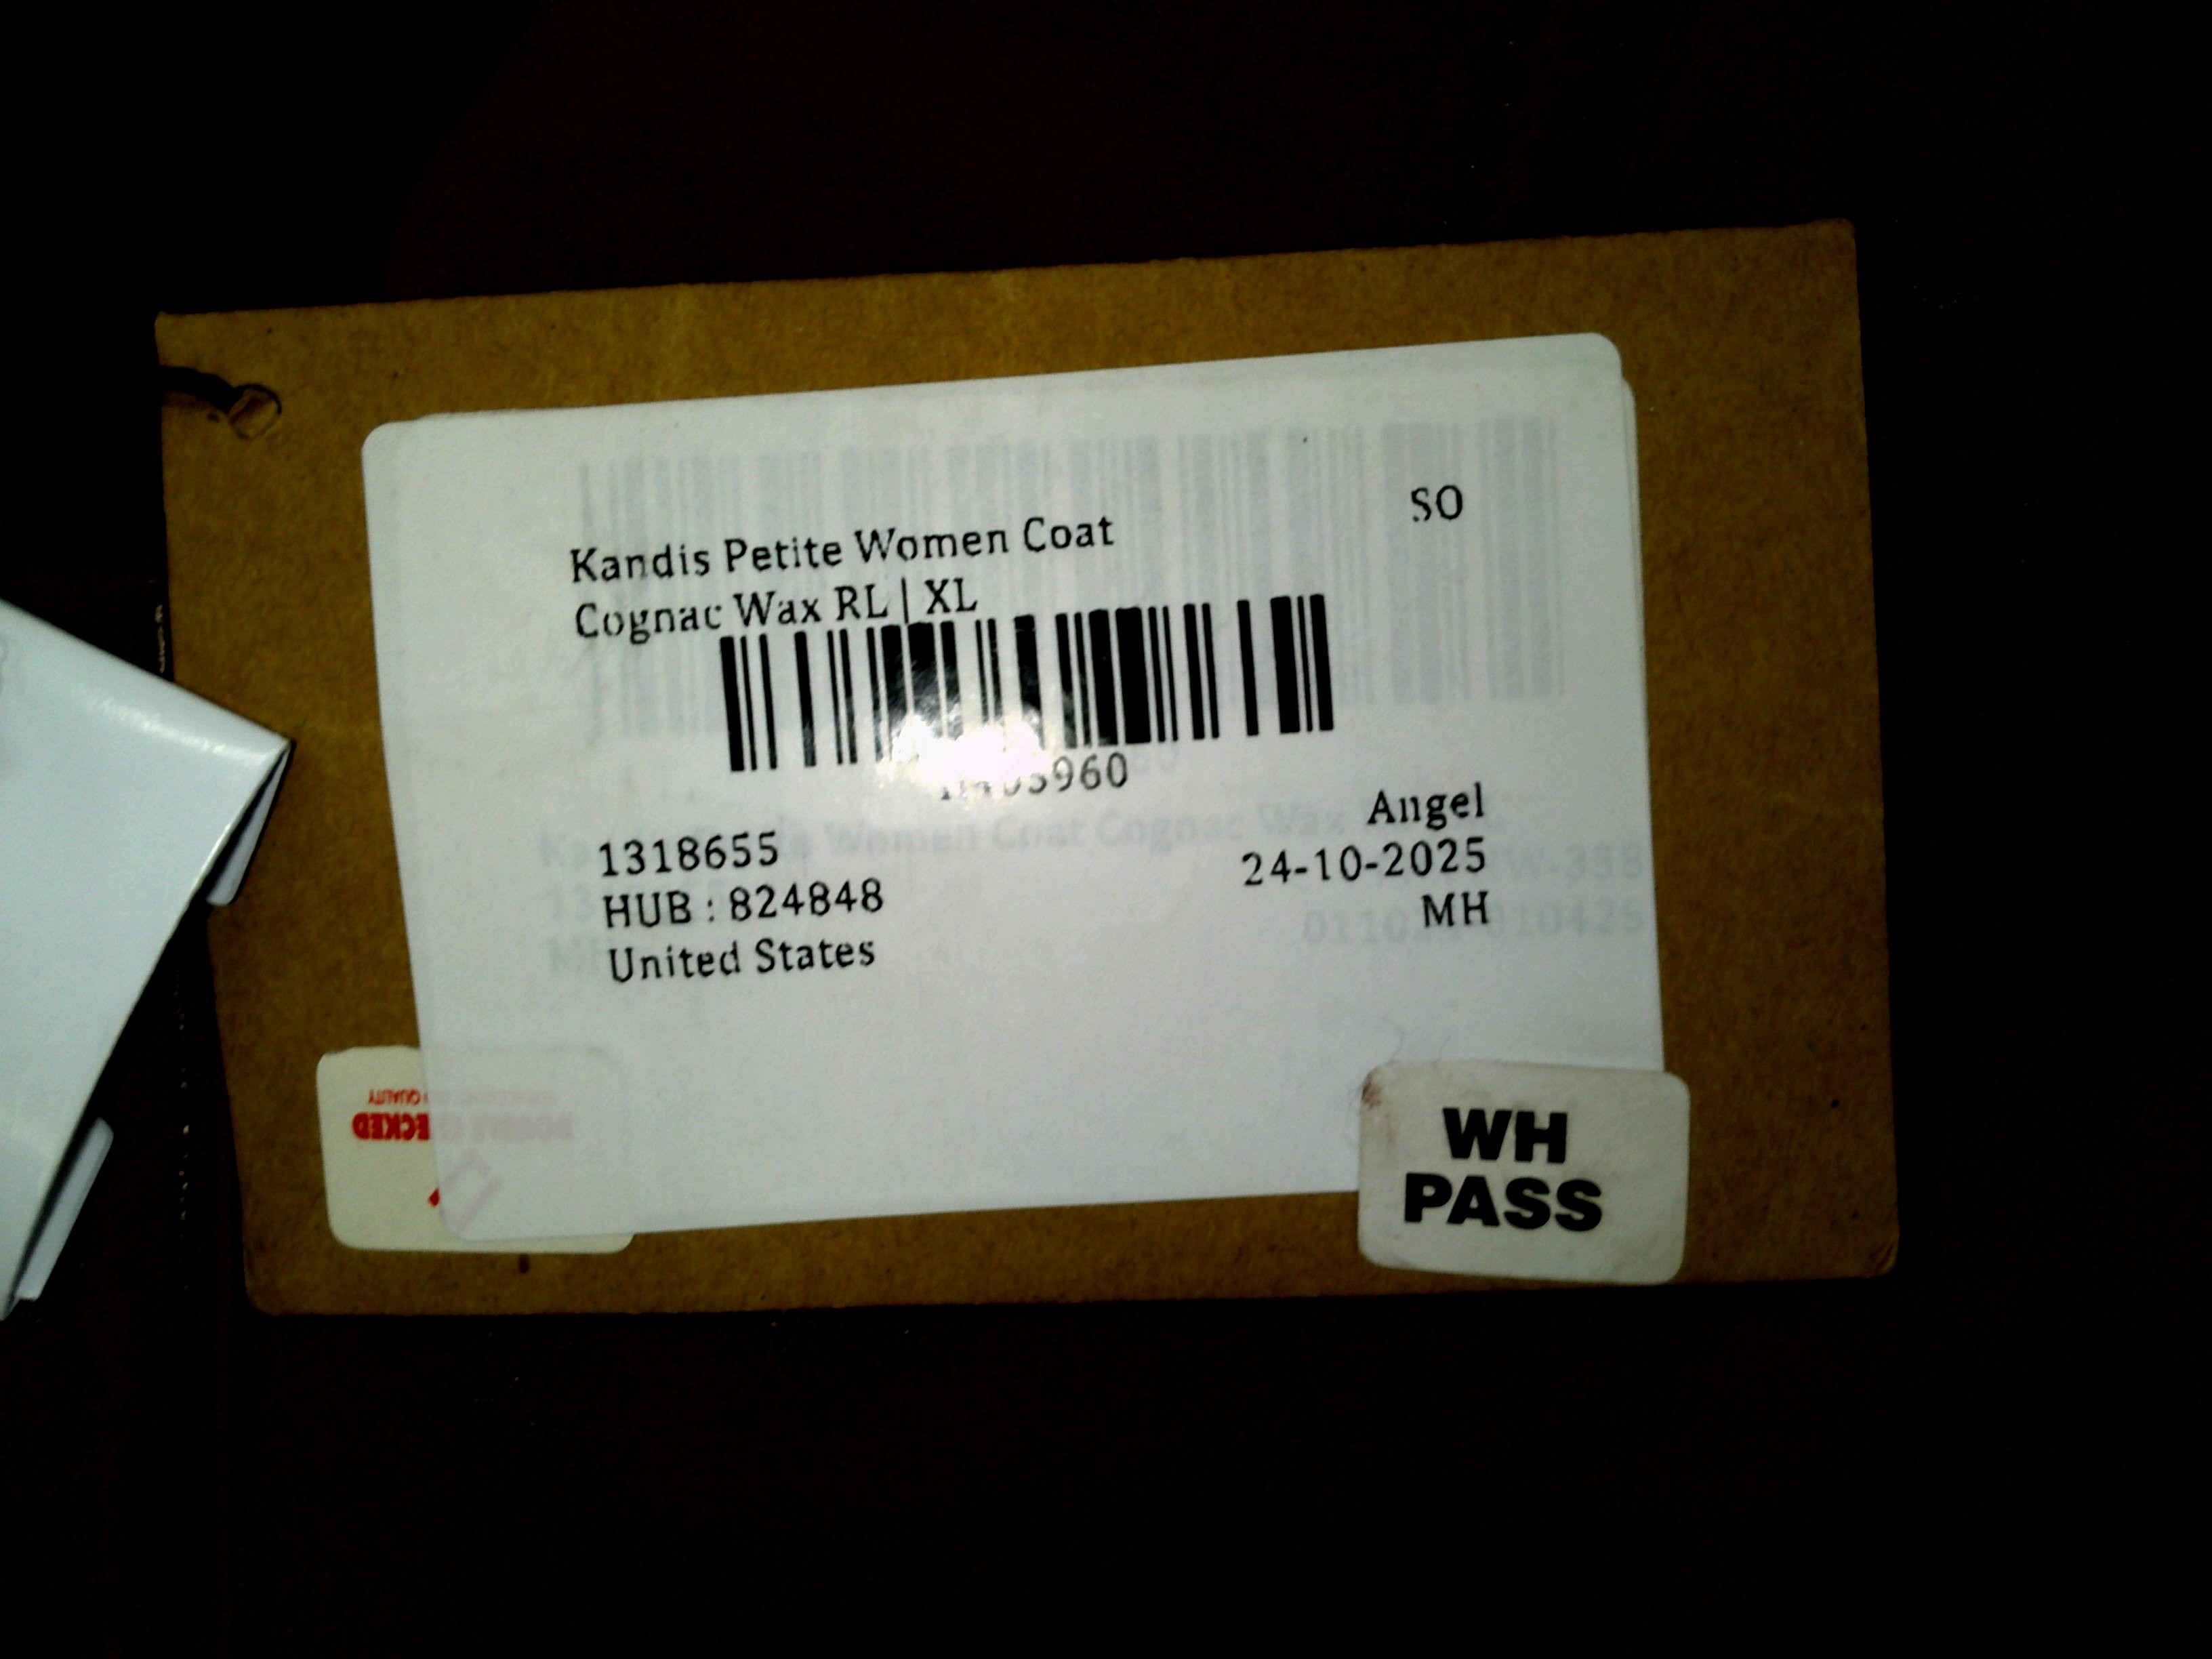 SO
Kandis Petite Women Coat
Cognac Wax RL | XL
Angel
1318655
24-10-2025
HUB : 824848
MH
United States
QUALITY
WH
PASS